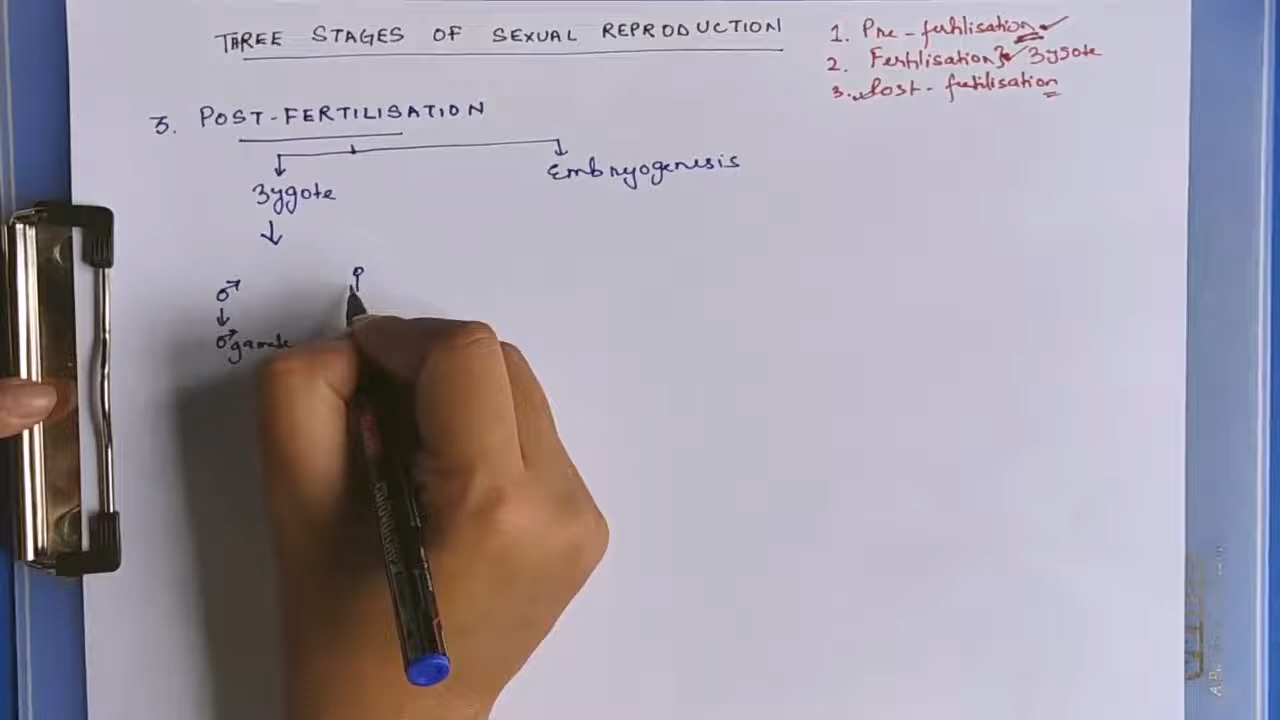 THREE STAGES OF SEXUAL REPRODUCTION
1. Pre-fertilisation ✓
2. Fertilisation } ✓ Zygote
3. Post-fertilisation
3. POST-FERTILISATION
Zygote
Embryogenesis
↓
♂
♀
↓
♂ gamete